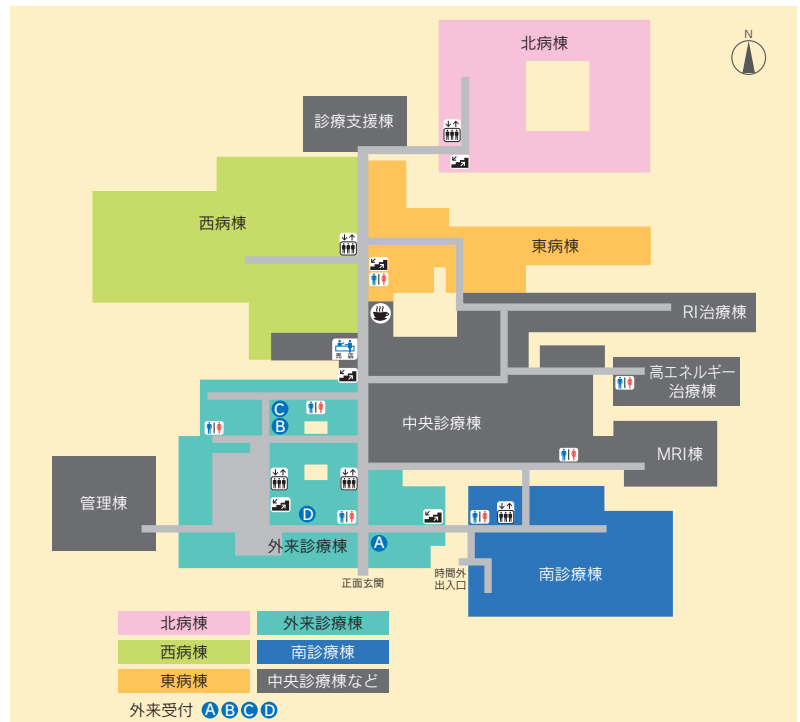 北病棟
N
診療支援棟
西病棟
東病棟
RI治療棟
売店
高エネルギー
治療棟
C
B
中央診療棟
MRI棟
管理棟
D
A
外来診療棟
正面玄関
時間外
出入口
南診療棟
北病棟
外来診療棟
西病棟
南診療棟
東病棟
中央診療棟など
外来受付 A B C D